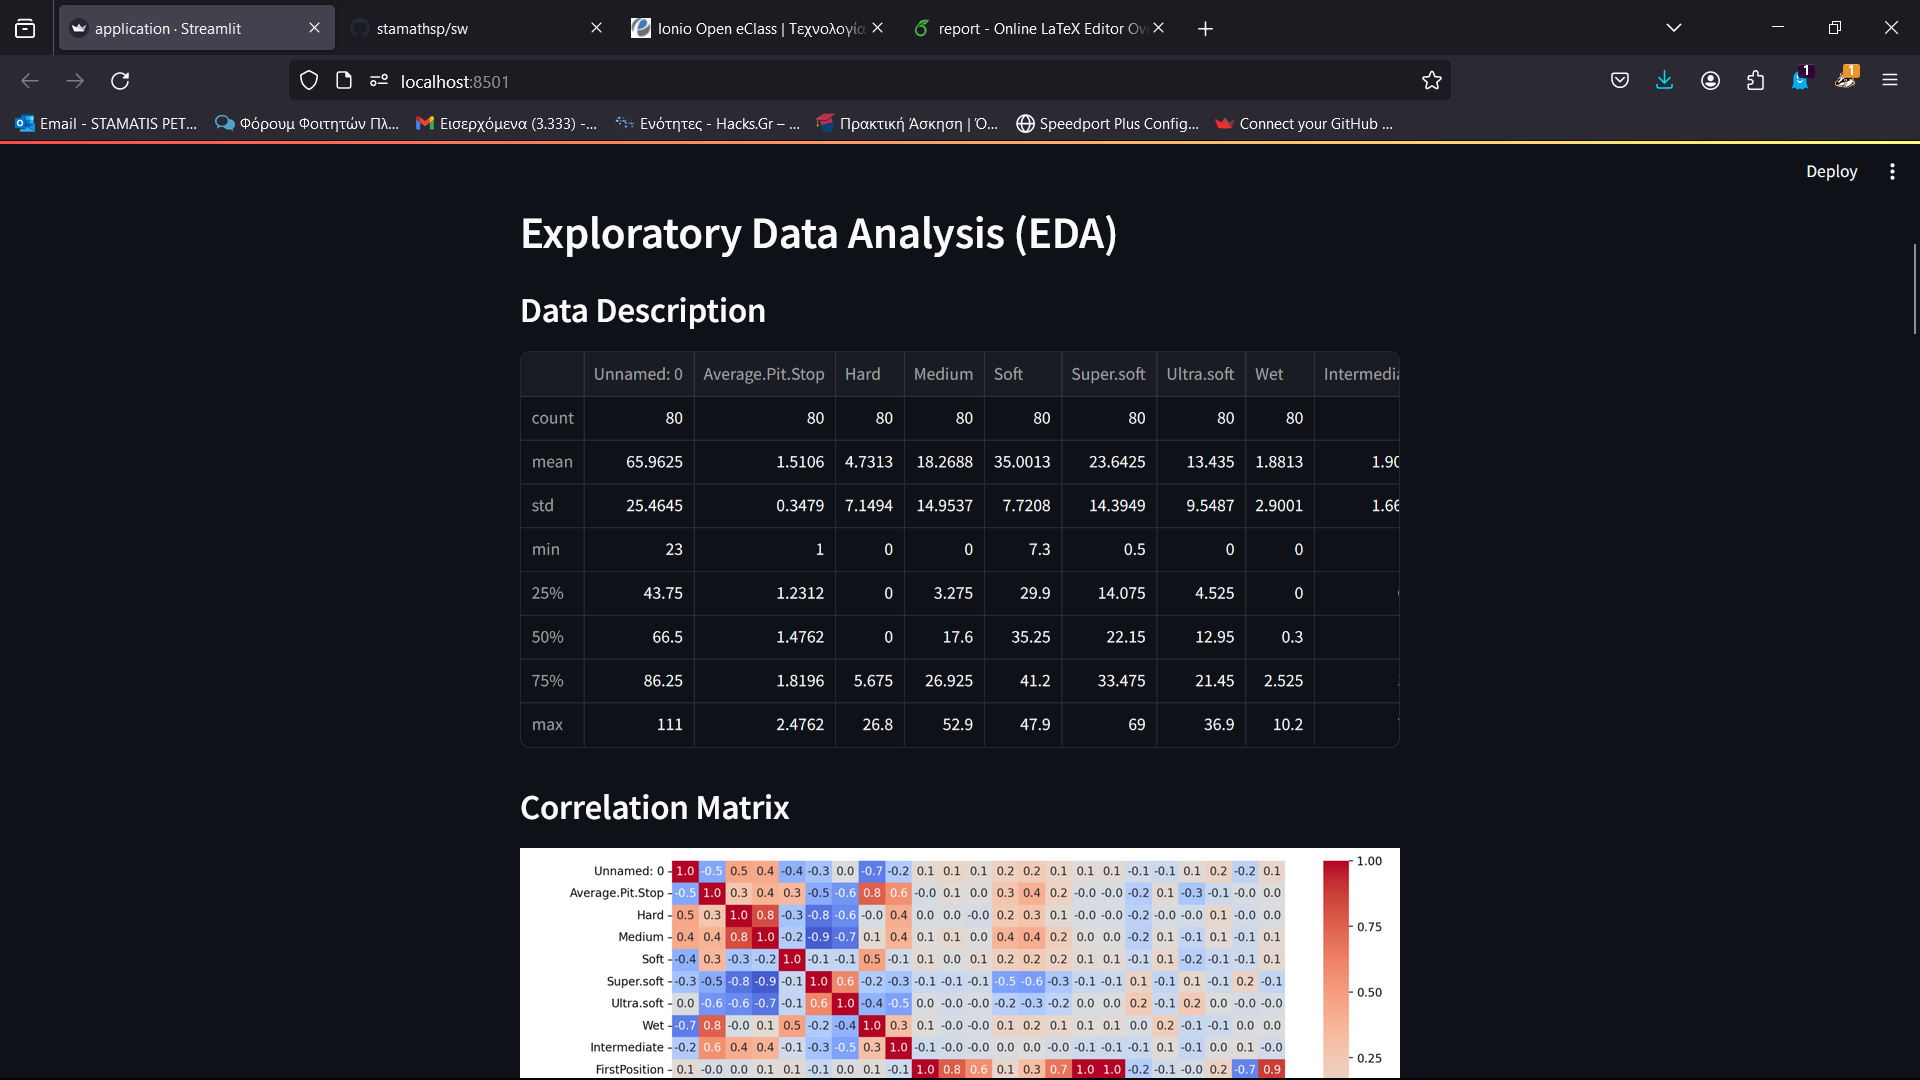 application · Streamlit
stamathsp/sw
Ionio Open eClass | Τεχνολογία
report - Online LaTeX Editor Ov
localhost:8501
1
1
Email - STAMATIS PET...
Φόρουμ Φοιτητών Πλ...
Εισερχόμενα (3.333) -...
Ενότητες - Hacks.Gr – ...
Πρακτική Άσκηση | Ό...
Speedport Plus Config...
Connect your GitHub ...
Deploy
Exploratory Data Analysis (EDA)
Data Description
Unnamed: 0 Average.Pit.Stop Hard Medium Soft Super.soft Ultra.soft Wet Intermedia
count 80 80 80 80 80 80 80 80
mean 65.9625 1.5106 4.7313 18.2688 35.0013 23.6425 13.435 1.8813 1.90
std 25.4645 0.3479 7.1494 14.9537 7.7208 14.3949 9.5487 2.9001 1.66
min 23 1 0 0 7.3 0.5 0 0
25% 43.75 1.2312 0 3.275 29.9 14.075 4.525 0
50% 66.5 1.4762 0 17.6 35.25 22.15 12.95 0.3
75% 86.25 1.8196 5.675 26.925 41.2 33.475 21.45 2.525
max 111 2.4762 26.8 52.9 47.9 69 36.9 10.2
Correlation Matrix
Unnamed: 0 1.0 -0.5 0.5 0.4 -0.4 -0.3 0.0 -0.7 -0.2 0.1 0.1 0.1 0.2 0.2 0.1 0.1 0.1 -0.1 -0.1 0.1 0.2 -0.2 0.1
Average.Pit.Stop -0.5 1.0 0.3 0.4 0.3 -0.5 -0.6 0.8 0.6 -0.0 0.1 0.0 0.3 0.4 0.2 -0.0 -0.0 -0.2 0.1 -0.3 -0.1 -0.0 0.0
Hard 0.5 0.3 1.0 0.8 -0.3 -0.8 -0.6 -0.0 0.4 0.0 0.0 -0.0 0.2 0.3 0.1 -0.0 -0.0 -0.2 -0.0 -0.0 0.1 -0.0 0.0
Medium 0.4 0.4 0.8 1.0 -0.2 -0.9 -0.7 0.1 0.4 0.1 0.1 0.0 0.4 0.4 0.2 0.0 0.0 -0.2 0.1 -0.1 0.1 -0.1 0.1
Soft -0.4 0.3 -0.3 -0.2 1.0 -0.1 -0.1 0.5 -0.1 0.1 0.0 0.1 0.2 0.2 0.2 0.1 0.1 -0.1 0.1 -0.2 -0.1 -0.1 0.1
Super.soft -0.3 -0.5 -0.8 -0.9 -0.1 1.0 0.6 -0.2 -0.3 -0.1 -0.1 -0.1 -0.5 -0.6 -0.3 -0.1 -0.1 0.1 -0.1 0.1 -0.1 0.2 -0.1
Ultra.soft 0.0 -0.6 -0.6 -0.7 -0.1 0.6 1.0 -0.4 -0.5 0.0 -0.0 -0.0 -0.2 -0.3 -0.2 0.0 0.0 0.2 -0.1 0.2 0.0 -0.0 -0.0
Wet -0.7 0.8 -0.0 0.1 0.5 -0.2 -0.4 1.0 0.3 0.1 -0.0 -0.0 0.1 0.2 0.1 0.1 0.1 0.0 0.2 -0.1 -0.1 0.0 0.0
Intermediate -0.2 0.6 0.4 0.4 -0.1 -0.3 -0.5 0.3 1.0 -0.1 -0.0 0.0 0.0 0.0 -0.0 -0.1 -0.1 -0.1 0.1 -0.1 0.0 0.1 -0.0
FirstPosition 0.1 -0.0 0.0 0.1 0.1 -0.1 0.0 0.1 -0.1 1.0 0.8 0.6 0.1 0.3 0.7 1.0 1.0 -0.2 -0.1 -0.0 0.2 -0.7 0.9
1.00
0.75
0.50
0.25